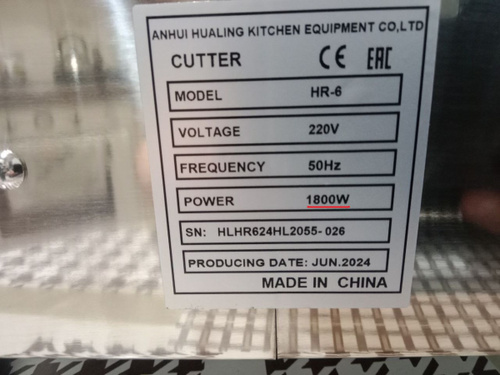 ANHUI HUALING KITCHEN EQUIPMENT CO,LTD
CUTTER CE EAC
MODEL HR-6
VOLTAGE 220V
FREQUENCY 50Hz
POWER 1800W
SN: HLHR624HL2055-026
PRODUCING DATE: JUN.2024
MADE IN CHINA